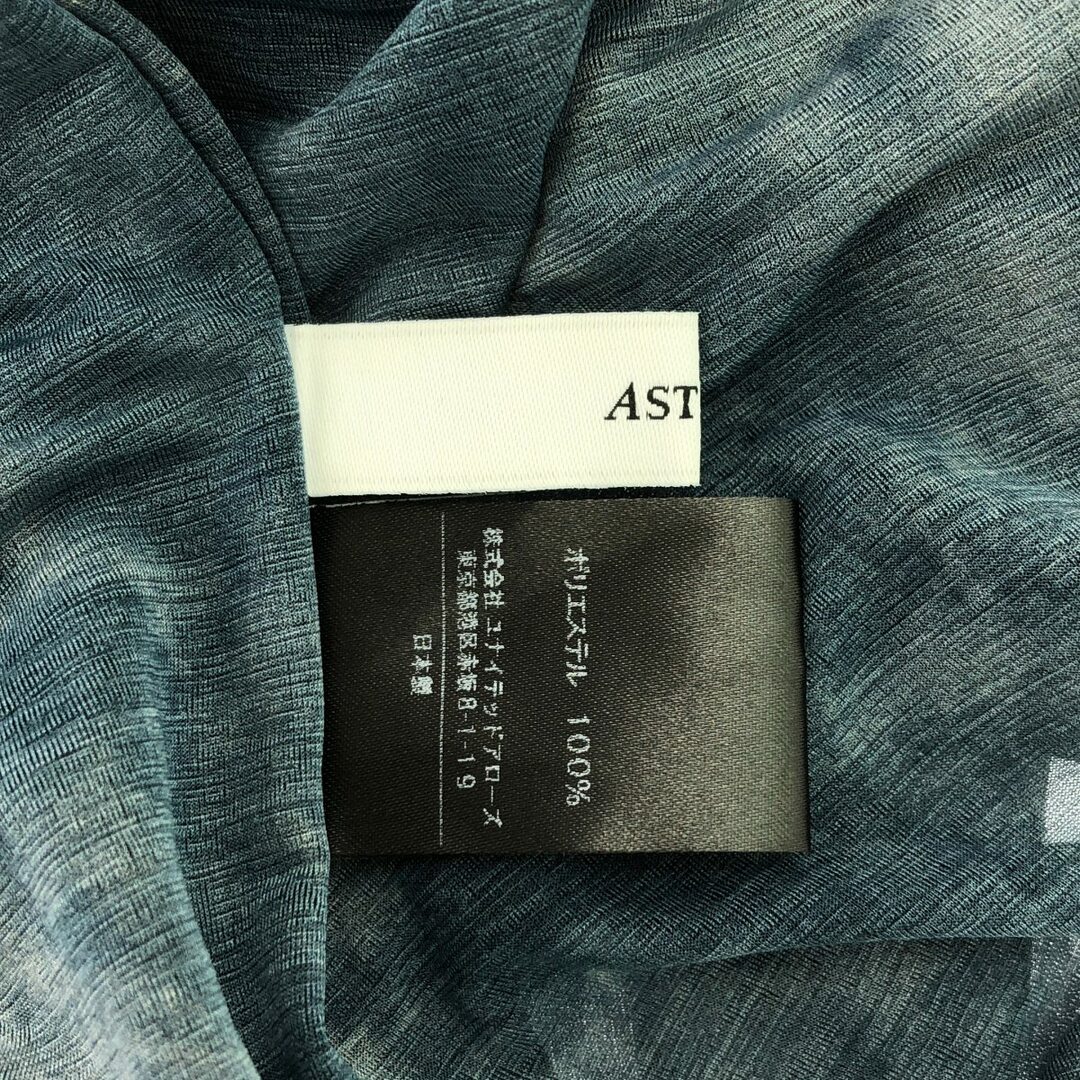 AST
ポリエステル 100%
株式会社 ユナイテッドアローズ
東京都港区赤坂8-1-19
日本製